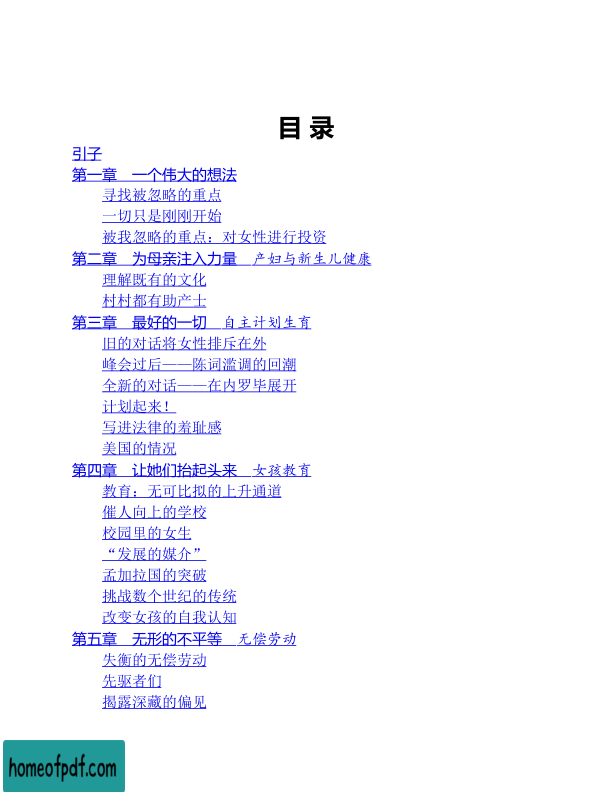 目 录
引子
第一章　一个伟大的想法
寻找被忽略的重点
一切只是刚刚开始
被我忽略的重点：对女性进行投资
第二章　为母亲注入力量　产妇与新生儿健康
理解既有的文化
村村都有助产士
第三章　最好的一切　自主计划生育
旧的对话将女性排斥在外
峰会过后——陈词滥调的回潮
全新的对话——在内罗毕展开
计划起来！
写进法律的羞耻感
美国的情况
第四章　让她们抬起头来　女孩教育
教育：无可比拟的上升通道
催人向上的学校
校园里的女生
“发展的媒介”
孟加拉国的突破
挑战数个世纪的传统
改变女孩的自我认知
第五章　无形的不平等　无偿劳动
失衡的无偿劳动
先驱者们
揭露深藏的偏见
homeofpdf.com